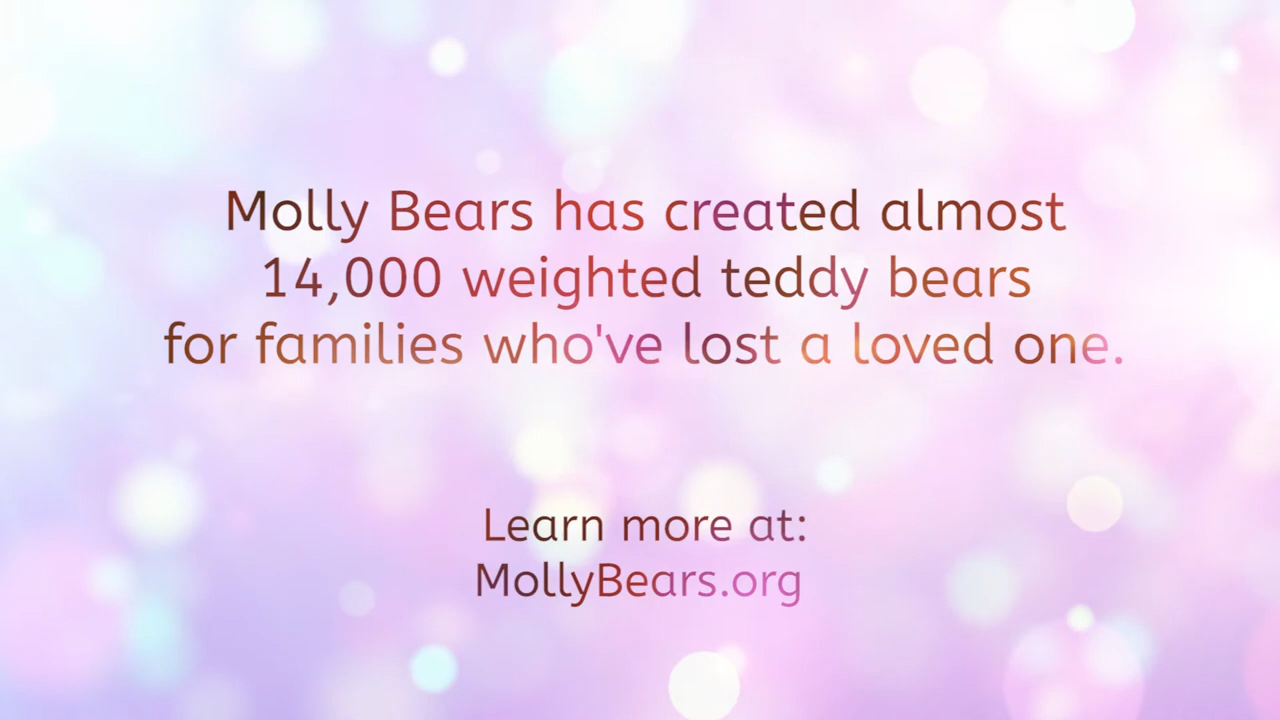 Molly Bears has created almost
14,000 weighted teddy bears
for families who've lost a loved one.
Learn more at:
MollyBears.org